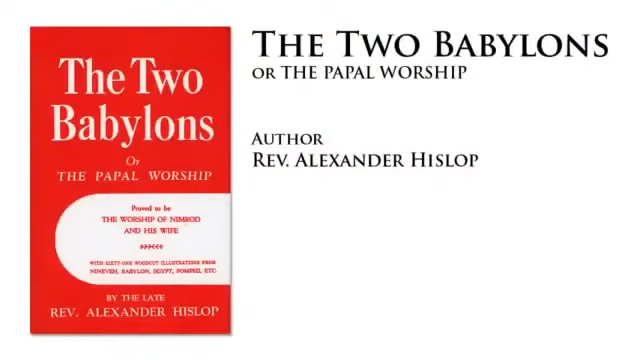 The Two
Babylons
Or
THE PAPAL WORSHIP
Proved to be
THE WORSHIP OF NIMROD
AND HIS WIFE
WITH SIXTY-ONE WOODCUT ILLUSTRATIONS FROM
NINEVEH, BABYLON, EGYPT, POMPEII, ETC.
BY THE LATE
REV. ALEXANDER HISLOP
THE TWO BABYLONS
OR THE PAPAL WORSHIP
AUTHOR
REV. ALEXANDER HISLOP